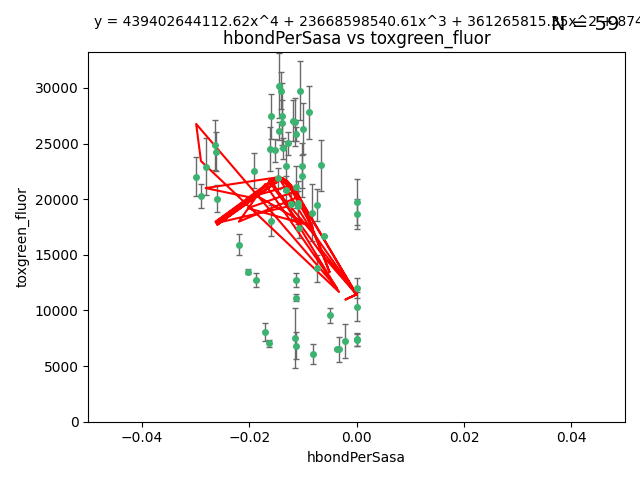 y = 439402644112.62x^4 + 23668598540.61x^3 + 361265815.
N = 59
hbondPerSasa vs toxgreen_fluor
30000
25000
20000
15000
10000
5000
0
toxgreen_fluor
−0.04 −0.02 0.00 0.02 0.04
hbondPerSasa